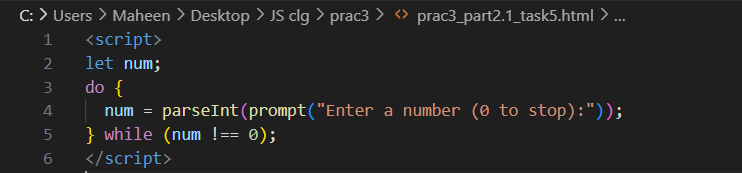 C: > Users > Maheen > Desktop > JS clg > prac3 > <> prac3_part2.1_task5.html > ...
1 <script>
2 let num;
3 do {
4   num = parseInt(prompt("Enter a number (0 to stop):"));
5 } while (num !== 0);
6 </script>